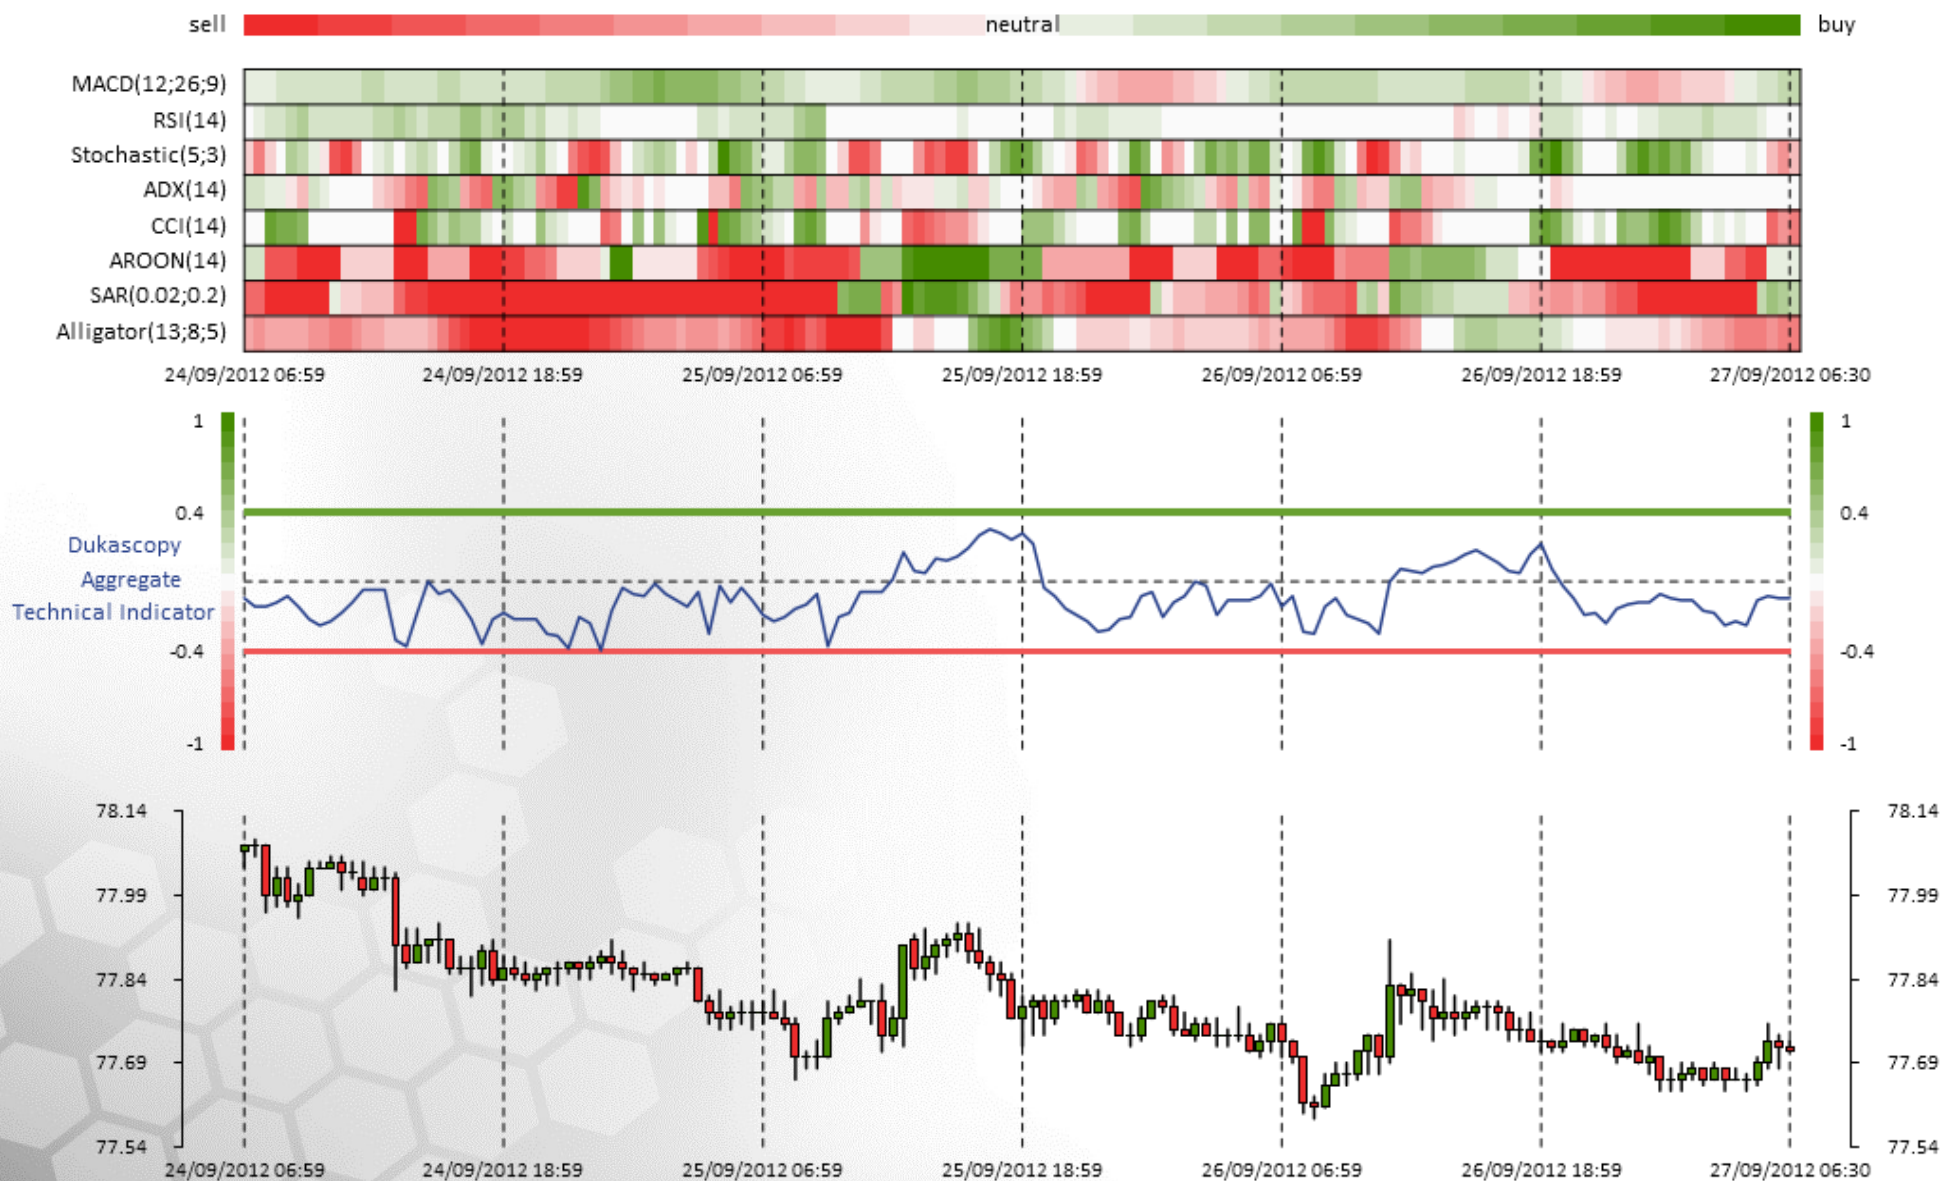 sell neutral buy
MACD(12;26;9)
RSI(14)
Stochastic(5;3)
ADX(14)
CCI(14)
AROON(14)
SAR(0.02;0.2)
Alligator(13;8;5)
24/09/2012 06:59 24/09/2012 18:59 25/09/2012 06:59 25/09/2012 18:59 26/09/2012 06:59 26/09/2012 18:59 27/09/2012 06:30
1 1
0.4 0.4
Dukascopy
Aggregate
Technical Indicator
-0.4 -0.4
-1 -1
78.14 78.14
77.99 77.99
77.84 77.84
77.69 77.69
77.54 77.54
24/09/2012 06:59 24/09/2012 18:59 25/09/2012 06:59 25/09/2012 18:59 26/09/2012 06:59 26/09/2012 18:59 27/09/2012 06:30